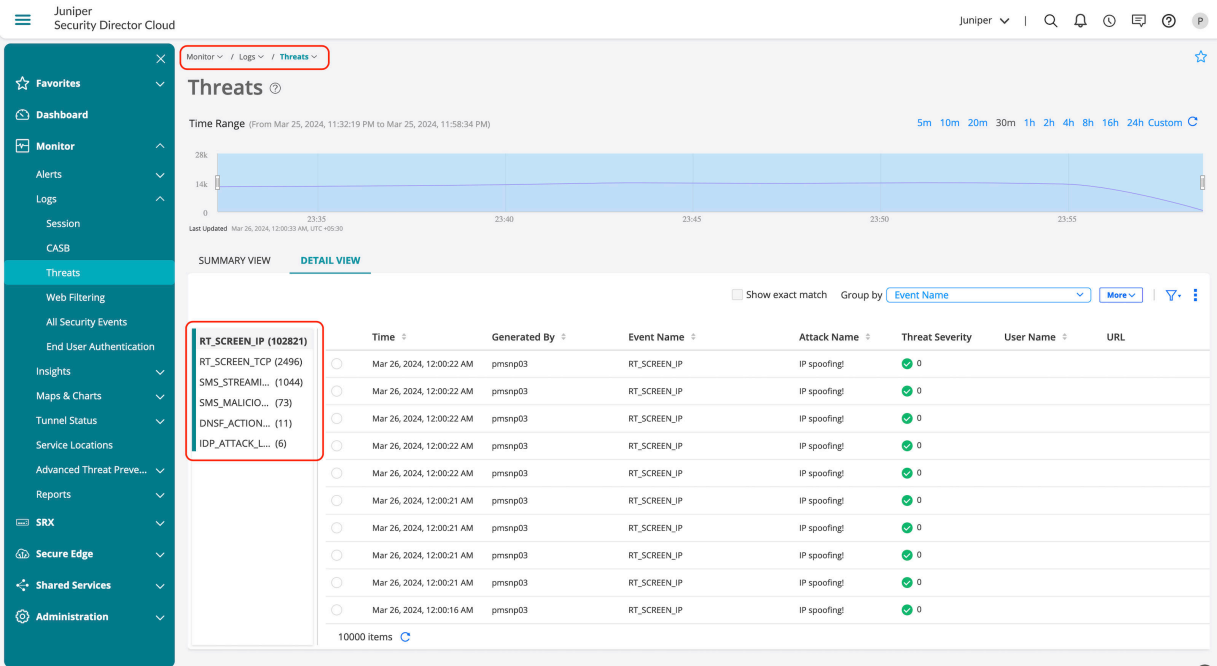 Juniper
Security Director Cloud
Juniper
P
Favorites
Dashboard
Monitor
Alerts
Logs
Session
CASB
Threats
Web Filtering
All Security Events
End User Authentication
Insights
Maps & Charts
Tunnel Status
Service Locations
Advanced Threat Preve...
Reports
SRX
Secure Edge
Shared Services
Administration
Monitor / Logs / Threats
Threats
Time Range (From Mar 25, 2024, 11:32:19 PM to Mar 25, 2024, 11:58:34 PM)
5m 10m 20m 30m 1h 2h 4h 8h 16h 24h Custom
28k
14k
0
23:35 23:40 23:45 23:50 23:55
Last Updated Mar 26, 2024, 12:00:33 AM, UTC +05:30
SUMMARY VIEW DETAIL VIEW
Show exact match Group by Event Name More
RT_SCREEN_IP (102821)
RT_SCREEN_TCP (2496)
SMS_STREAMI... (1044)
SMS_MALICIO... (73)
DNSF_ACTION... (11)
IDP_ATTACK_L... (6)
Time Generated By Event Name Attack Name Threat Severity User Name URL
Mar 26, 2024, 12:00:22 AM pmsnp03 RT_SCREEN_IP IP spoofing! 0
Mar 26, 2024, 12:00:22 AM pmsnp03 RT_SCREEN_IP IP spoofing! 0
Mar 26, 2024, 12:00:22 AM pmsnp03 RT_SCREEN_IP IP spoofing! 0
Mar 26, 2024, 12:00:22 AM pmsnp03 RT_SCREEN_IP IP spoofing! 0
Mar 26, 2024, 12:00:22 AM pmsnp03 RT_SCREEN_IP IP spoofing! 0
Mar 26, 2024, 12:00:21 AM pmsnp03 RT_SCREEN_IP IP spoofing! 0
Mar 26, 2024, 12:00:21 AM pmsnp03 RT_SCREEN_IP IP spoofing! 0
Mar 26, 2024, 12:00:21 AM pmsnp03 RT_SCREEN_IP IP spoofing! 0
Mar 26, 2024, 12:00:21 AM pmsnp03 RT_SCREEN_IP IP spoofing! 0
Mar 26, 2024, 12:00:16 AM pmsnp03 RT_SCREEN_IP IP spoofing! 0
10000 items